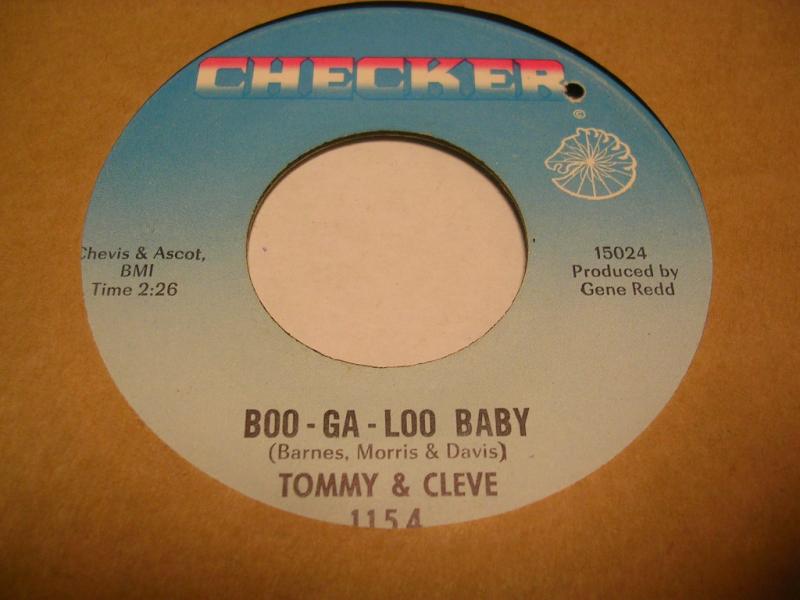 CHECKER
©
Chevis & Ascot,
BMI
Time 2:26
15024
Produced by
Gene Redd
BOO-GA-LOO BABY
(Barnes, Morris & Davis)
TOMMY & CLEVE
1154